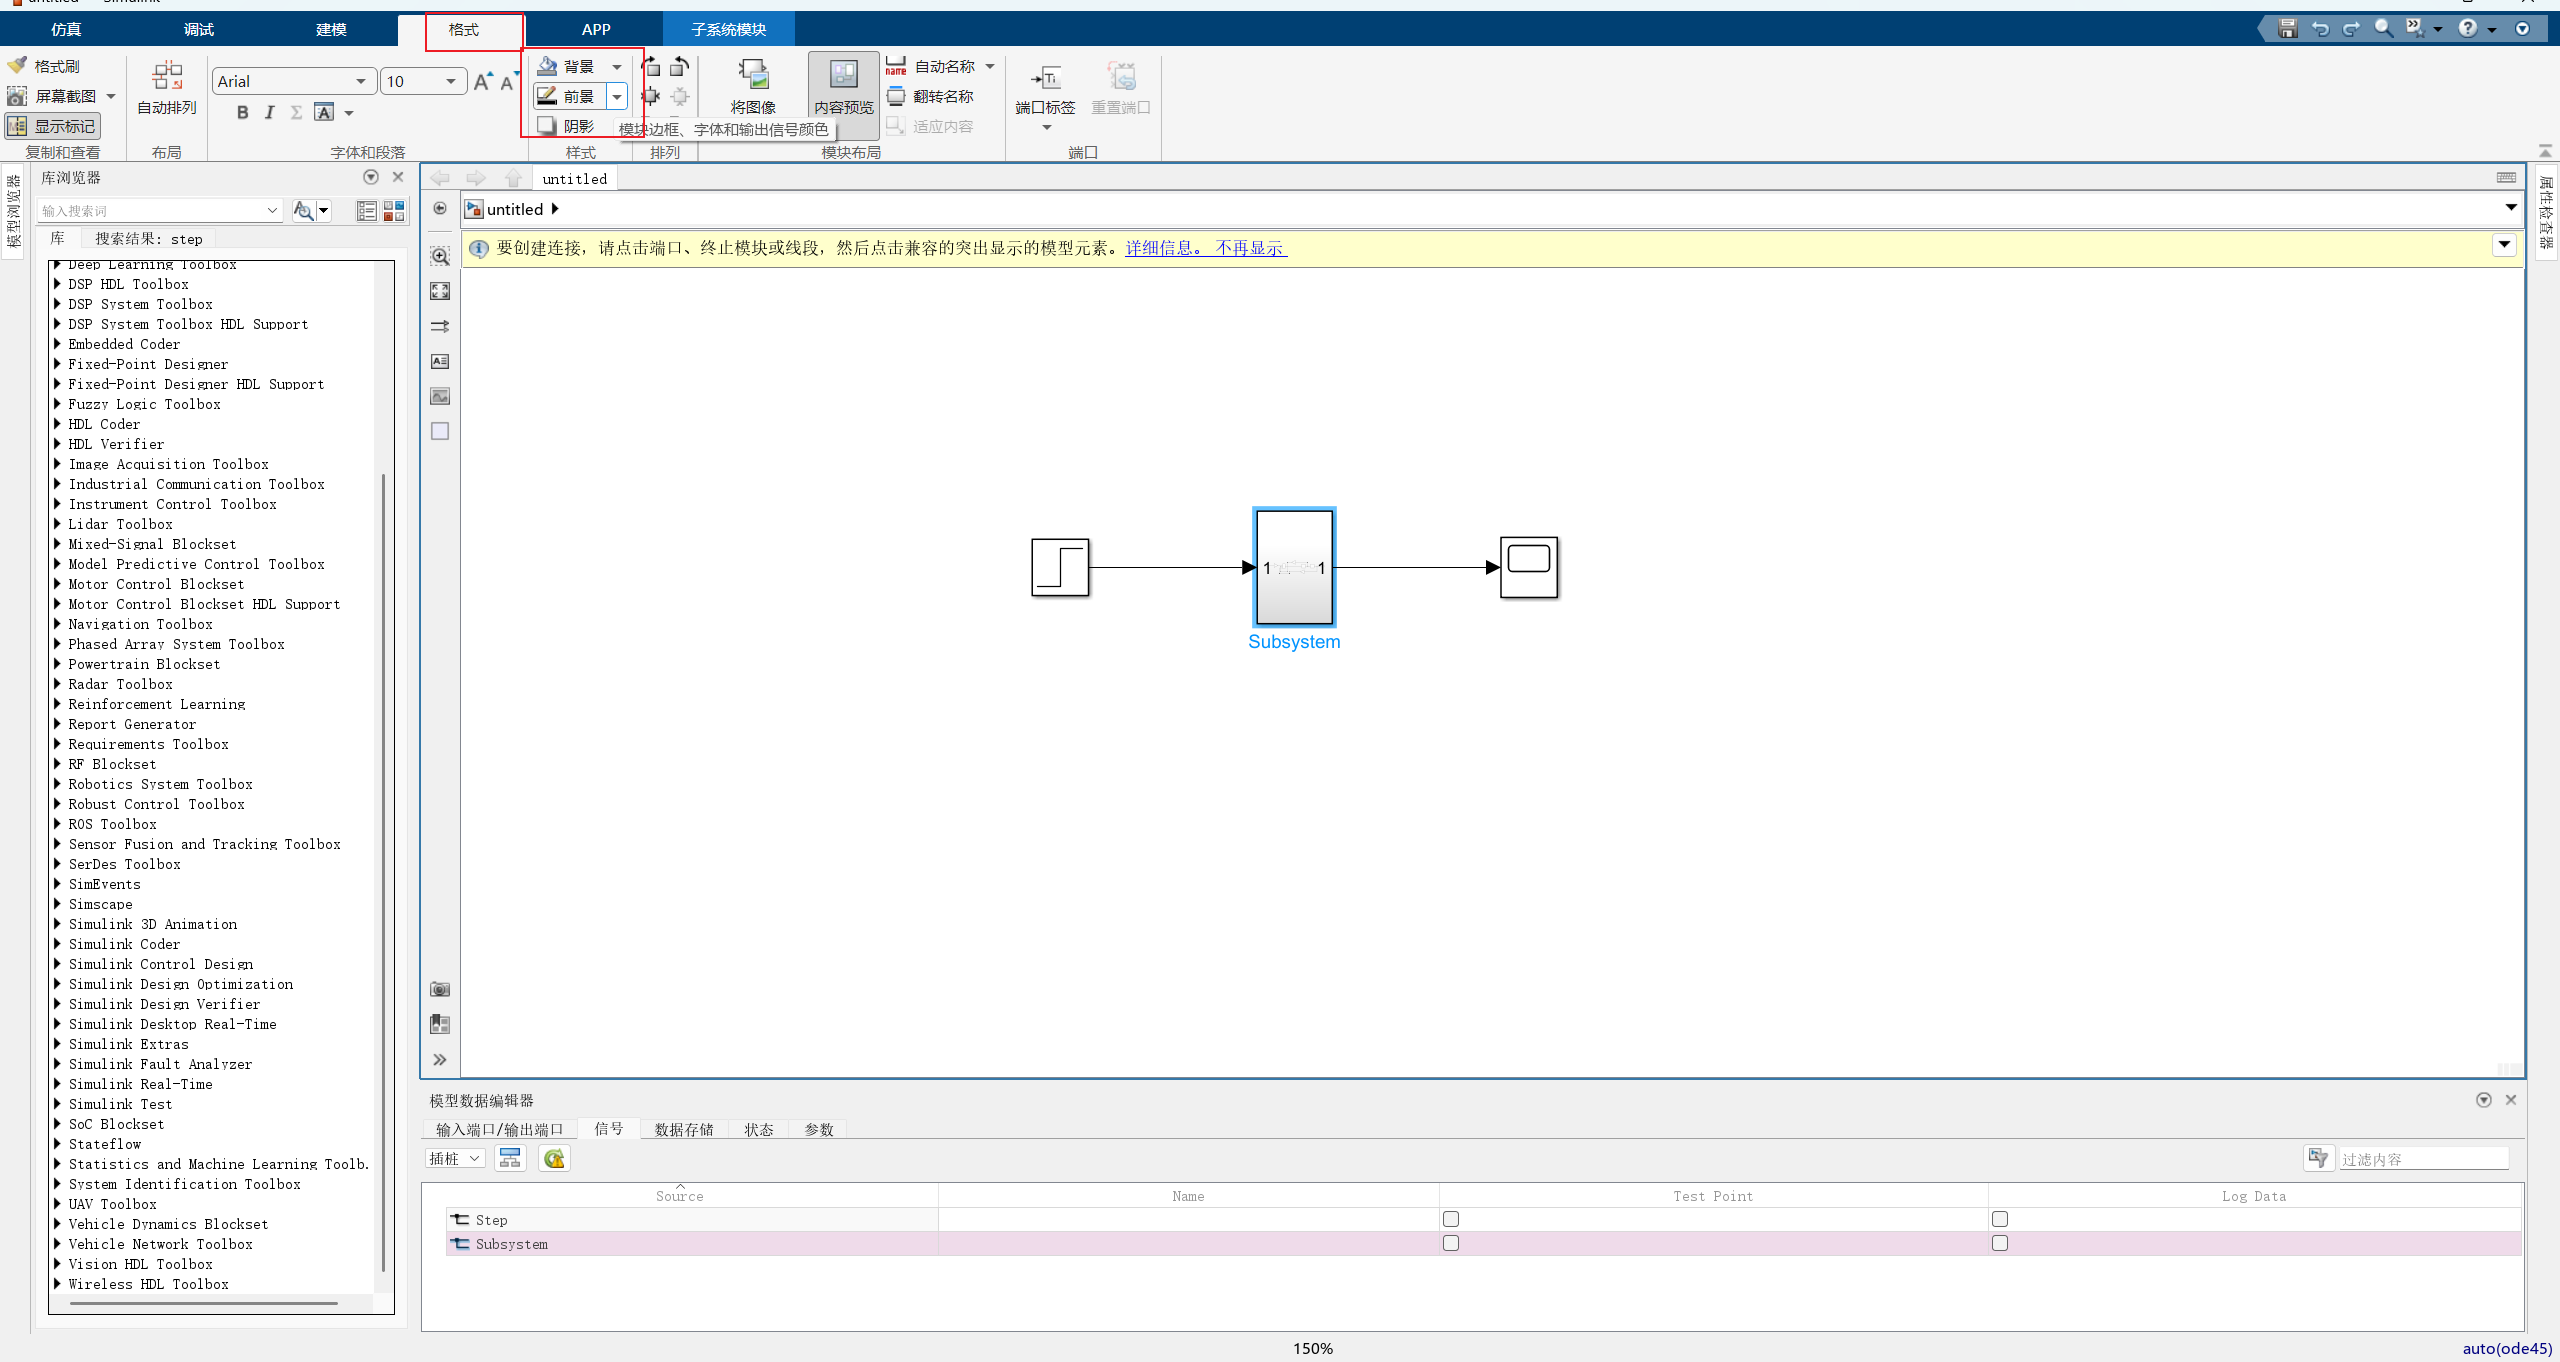 仿真
调试
建模
格式
APP
子系统模块
格式刷
屏幕截图
显示标记
复制和查看
自动排列
布局
Arial
10
B I Σ A
字体和段落
背景
前景
阴影
样式
模块边框、字体和输出信号颜色
排列
将图像
内容预览
自动名称
翻转名称
适应内容
模块布局
端口标签
重置端口
端口
模型浏览器
库浏览器
输入搜索词
库
搜索结果: step
Deep Learning Toolbox
DSP HDL Toolbox
DSP System Toolbox
DSP System Toolbox HDL Support
Embedded Coder
Fixed-Point Designer
Fixed-Point Designer HDL Support
Fuzzy Logic Toolbox
HDL Coder
HDL Verifier
Image Acquisition Toolbox
Industrial Communication Toolbox
Instrument Control Toolbox
Lidar Toolbox
Mixed-Signal Blockset
Model Predictive Control Toolbox
Motor Control Blockset
Motor Control Blockset HDL Support
Navigation Toolbox
Phased Array System Toolbox
Powertrain Blockset
Radar Toolbox
Reinforcement Learning
Report Generator
Requirements Toolbox
RF Blockset
Robotics System Toolbox
Robust Control Toolbox
ROS Toolbox
Sensor Fusion and Tracking Toolbox
SerDes Toolbox
SimEvents
Simscape
Simulink 3D Animation
Simulink Coder
Simulink Control Design
Simulink Design Optimization
Simulink Design Verifier
Simulink Desktop Real-Time
Simulink Extras
Simulink Fault Analyzer
Simulink Real-Time
Simulink Test
SoC Blockset
Stateflow
Statistics and Machine Learning Toolb.
System Identification Toolbox
UAV Toolbox
Vehicle Dynamics Blockset
Vehicle Network Toolbox
Vision HDL Toolbox
Wireless HDL Toolbox
untitled
untitled
要创建连接，请点击端口、终止模块或线段，然后点击兼容的突出显示的模型元素。详细信息。 不再显示
1 1
Subsystem
属性检查器
模型数据编辑器
输入端口/输出端口
信号
数据存储
状态
参数
插桩
过滤内容
Source Name Test Point Log Data
Step
Subsystem
150%
auto(ode45)